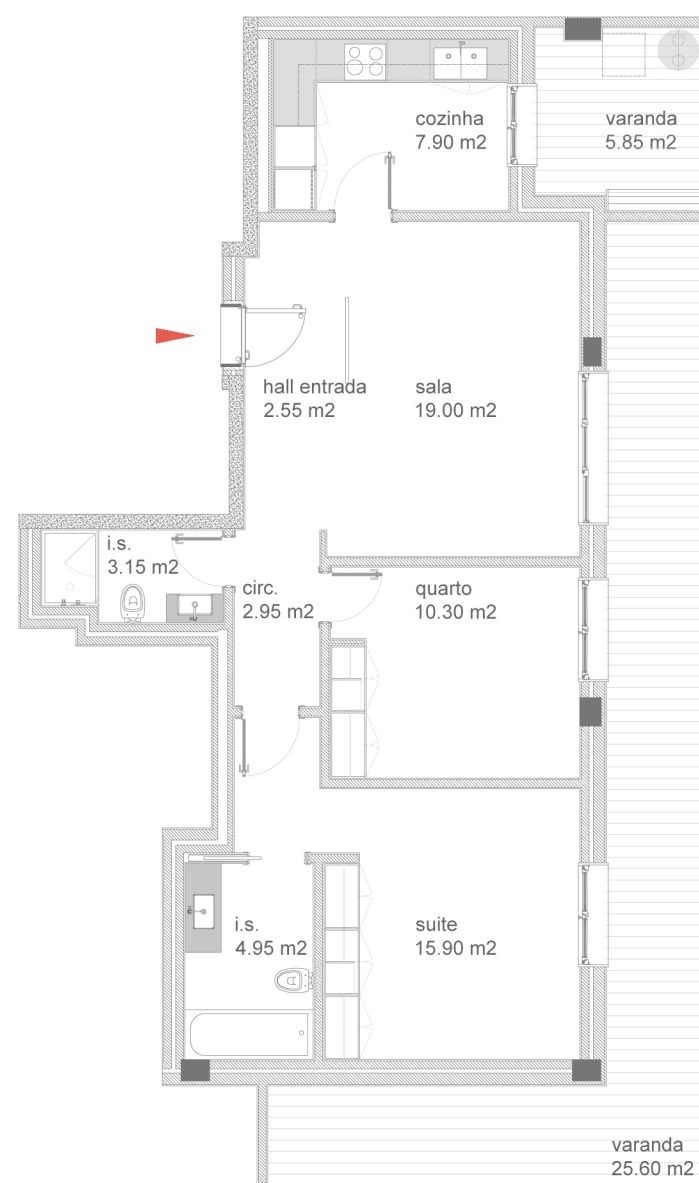 cozinha
7.90 m2
varanda
5.85 m2
hall entrada
2.55 m2
sala
19.00 m2
i.s.
3.15 m2
circ.
2.95 m2
quarto
10.30 m2
i.s.
4.95 m2
suite
15.90 m2
varanda
25.60 m2